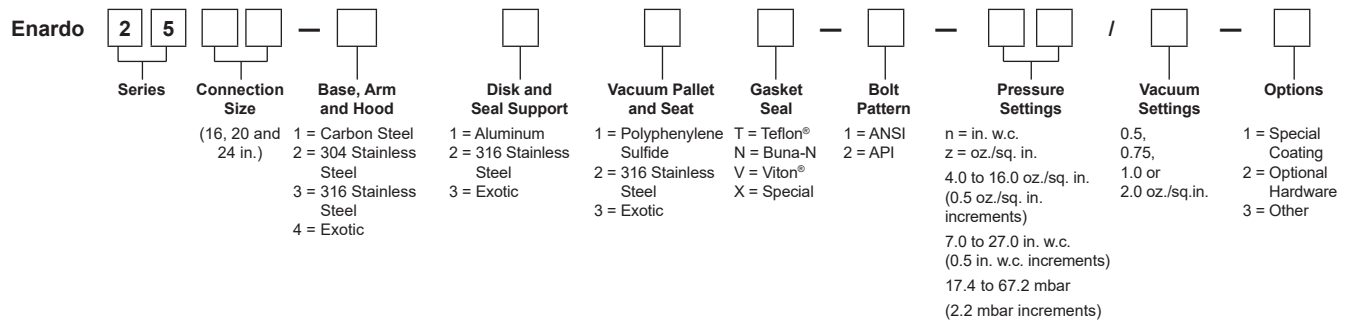 Enardo 2 5 — — — / —
Series
Connection
Size
(16, 20 and
24 in.)
Base, Arm
and Hood
1 = Carbon Steel
2 = 304 Stainless
Steel
3 = 316 Stainless
Steel
4 = Exotic
Disk and
Seal Support
1 = Aluminum
2 = 316 Stainless
Steel
3 = Exotic
Vacuum Pallet
and Seat
1 = Polyphenylene
Sulfide
2 = 316 Stainless
Steel
3 = Exotic
Gasket
Seal
T = Teflon®
N = Buna-N
V = Viton®
X = Special
Bolt
Pattern
1 = ANSI
2 = API
Pressure
Settings
n = in. w.c.
z = oz./sq. in.
4.0 to 16.0 oz./sq. in.
(0.5 oz./sq. in.
increments)
7.0 to 27.0 in. w.c.
(0.5 in. w.c. increments)
17.4 to 67.2 mbar
(2.2 mbar increments)
Vacuum
Settings
0.5,
0.75,
1.0 or
2.0 oz./sq.in.
Options
1 = Special
Coating
2 = Optional
Hardware
3 = Other